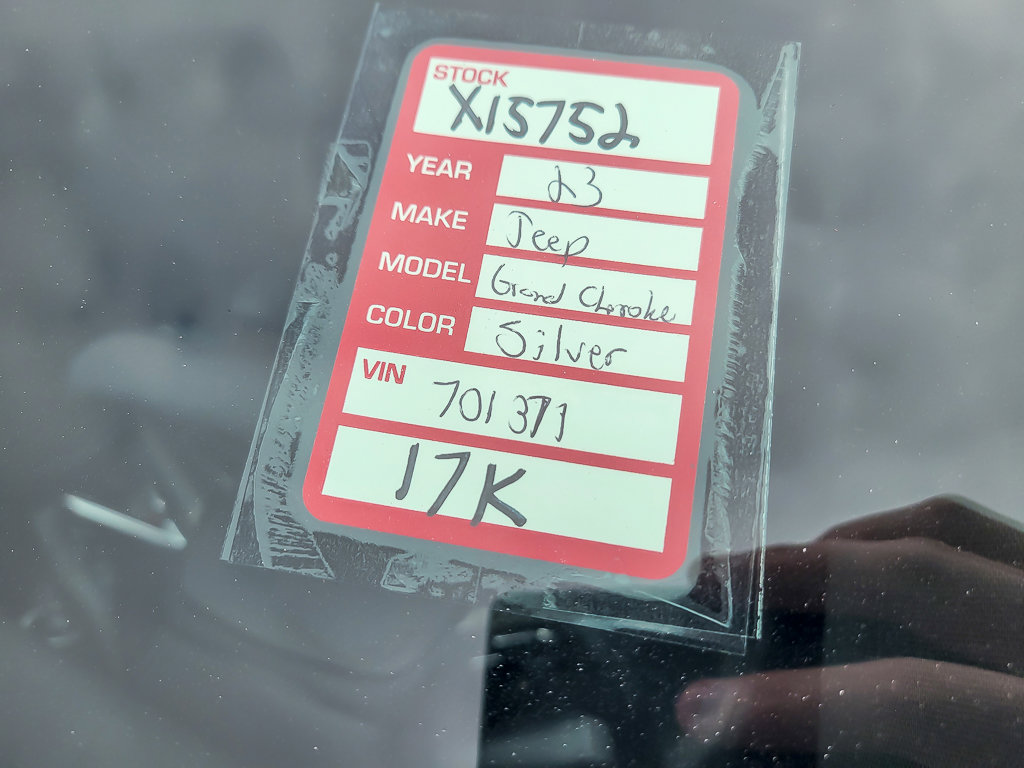 STOCK
X15752
YEAR 23
MAKE Jeep
MODEL Grand Cheroke
COLOR Silver
VIN 701371
17K